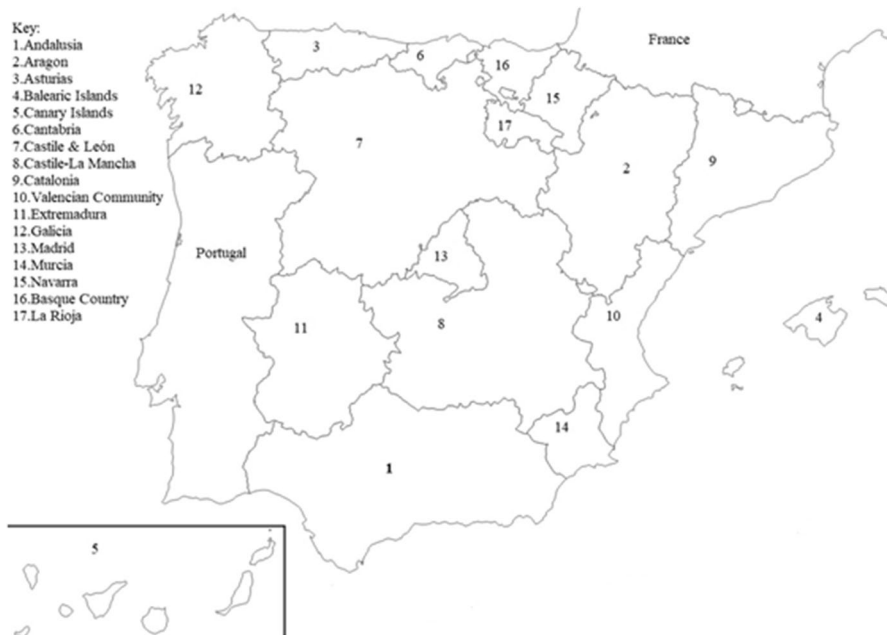 Key:
1.Andalusia
2.Aragon
3.Asturias
4.Balearic Islands
5.Canary Islands
6.Cantabria
7.Castile & León
8.Castile-La Mancha
9.Catalonia
10.Valencian Community
11.Extremadura
12.Galicia
13.Madrid
14.Murcia
15.Navarra
16.Basque Country
17.La Rioja
France
3
6
16
12
15
17
7
2
9
Portugal
13
10
4
11
8
14
1
5